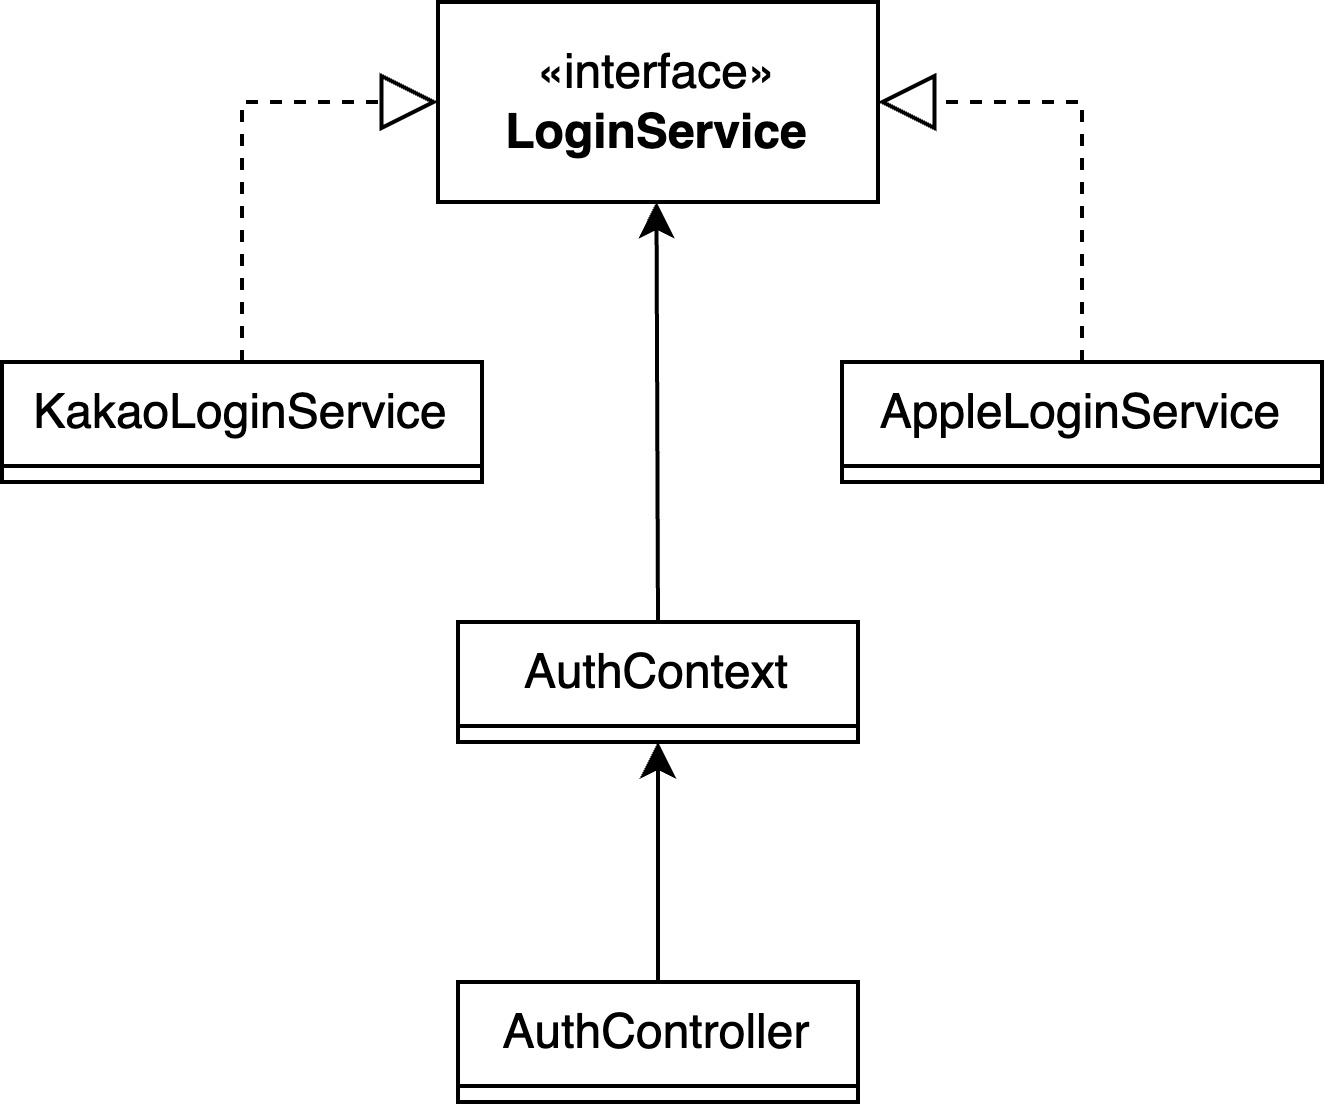 «interface»
LoginService
KakaoLoginService
AppleLoginService
AuthContext
AuthController